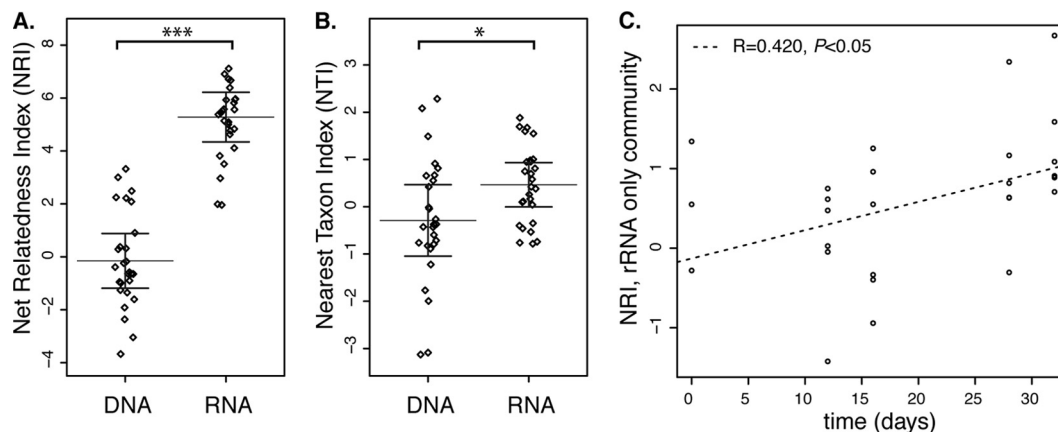 A.
***
Net Relatedness Index (NRI)
8
6
4
2
0
−2
−4
DNA RNA
B.
*
Nearest Taxon Index (NTI)
3
2
1
0
−1
−2
−3
DNA RNA
C.
R=0.420, P<0.05
NRI, rRNA only community
2
1
0
−1
0 5 10 15 20 25 30
time (days)